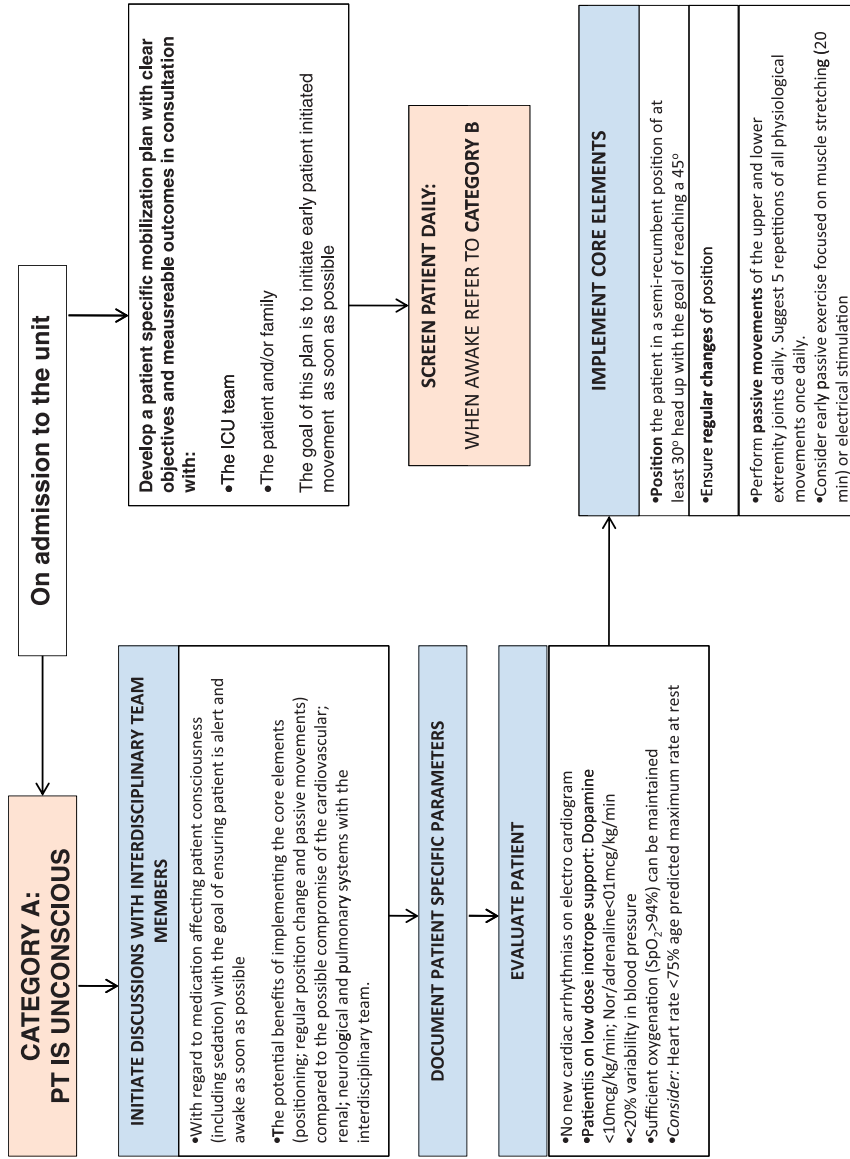 On admission to the unit
CATEGORY A:
PT IS UNCONSCIOUS
INITIATE DISCUSSIONS WITH INTERDISCIPLINARY TEAM
MEMBERS
•With regard to medication affecting patient consciousness
(including sedation) with the goal of ensuring patient is alert and
awake as soon as possible
•The potential benefits of implementing the core elements
(positioning; regular position change and passive movements)
compared to the possible compromise of the cardiovascular;
renal; neurological and pulmonary systems with the
interdisciplinary team.
DOCUMENT PATIENT SPECIFIC PARAMETERS
EVALUATE PATIENT
•No new cardiac arrhythmias on electro cardiogram
•Patientiis on low dose inotrope support: Dopamine
<10mcg/kg/min; Nor/adrenaline<01mcg/kg/min
•<20% variability in blood pressure
•Sufficient oxygenation (SpO₂>94%) can be maintained
•Consider: Heart rate <75% age predicted maximum rate at rest
Develop a patient specific mobilization plan with clear
objectives and meausreable outcomes in consultation
with:
•The ICU team
•The patient and/or family
The goal of this plan is to initiate early patient initiated
movement as soon as possible
SCREEN PATIENT DAILY:
WHEN AWAKE REFER TO CATEGORY B
IMPLEMENT CORE ELEMENTS
•Position the patient in a semi-recumbent position of at
least 30º head up with the goal of reaching a 45º
•Ensure regular changes of position
•Perform passive movements of the upper and lower
extremity joints daily. Suggest 5 repetitions of all physiological
movements once daily.
•Consider early passive exercise focused on muscle stretching (20
min) or electrical stimulation